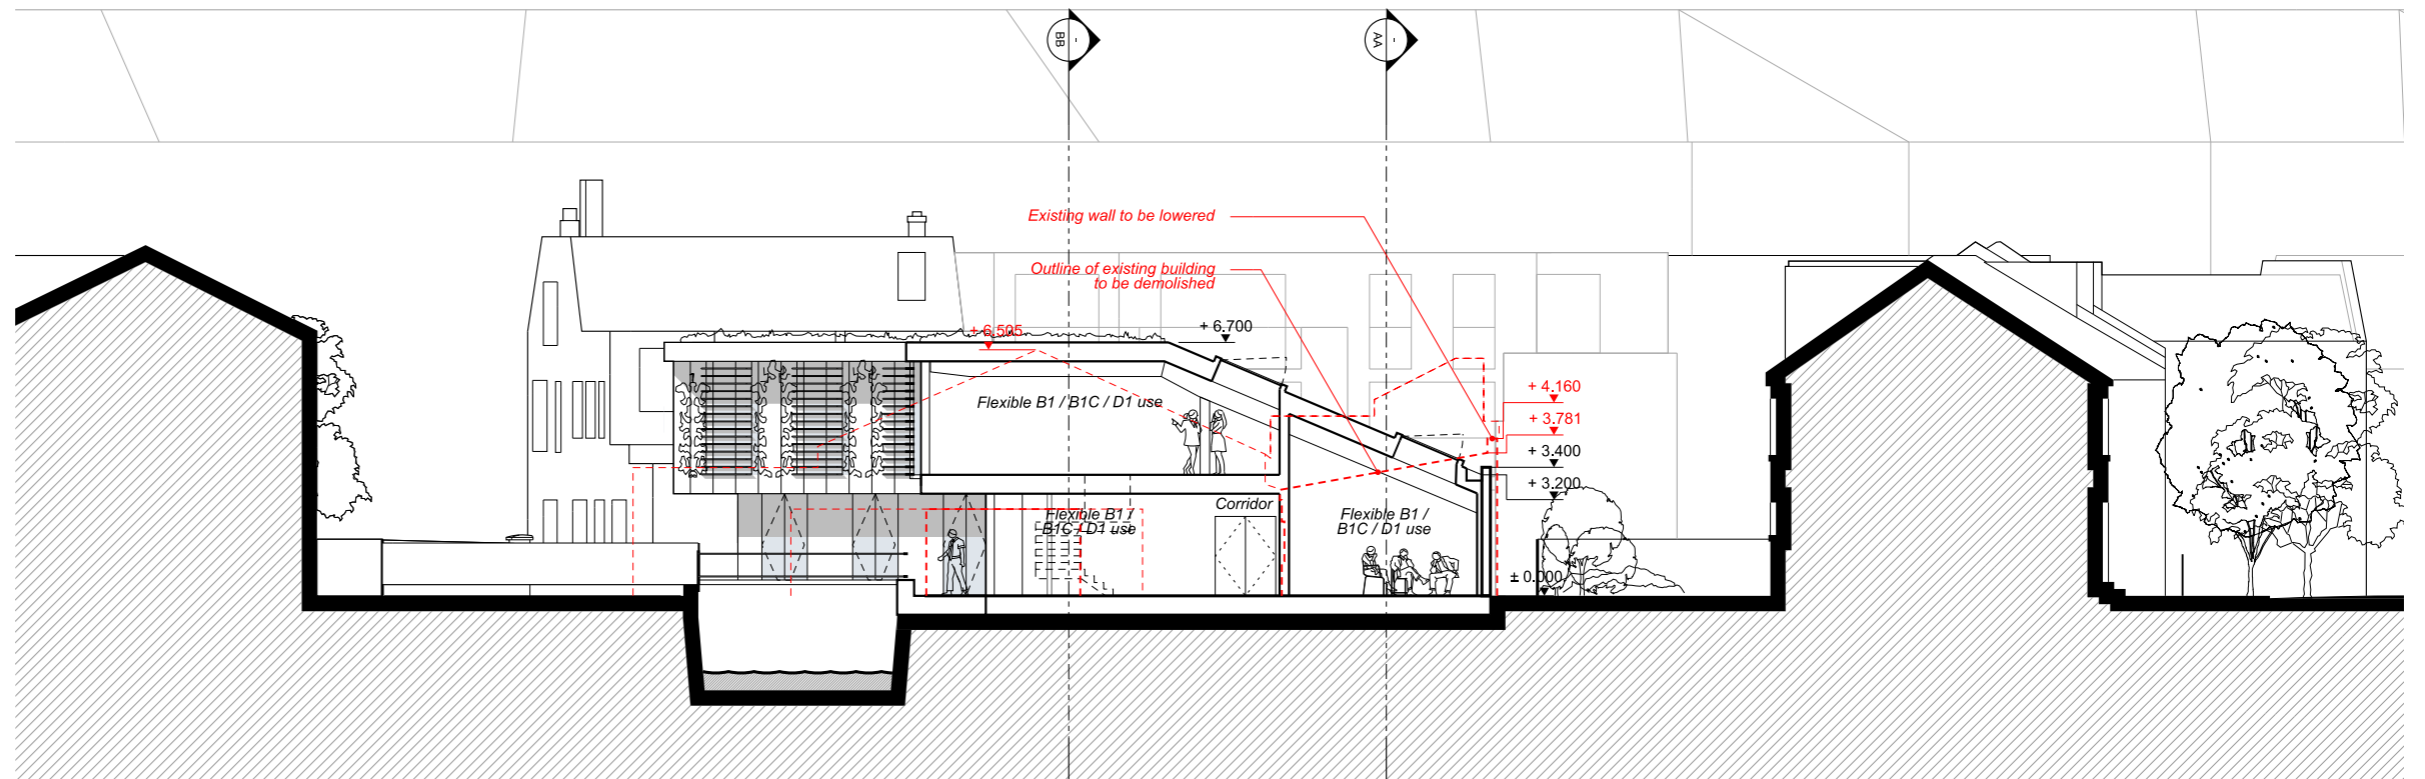 BB
-
AA
-
Existing wall to be lowered
Outline of existing building
to be demolished
+ 6.505
+ 6.700
+ 4.160
+ 3.781
+ 3.400
+ 3.200
± 0.000
Flexible B1 / B1C / D1 use
Flexible B1 /
B1C / D1 use
Corridor
Flexible B1 /
B1C / D1 use